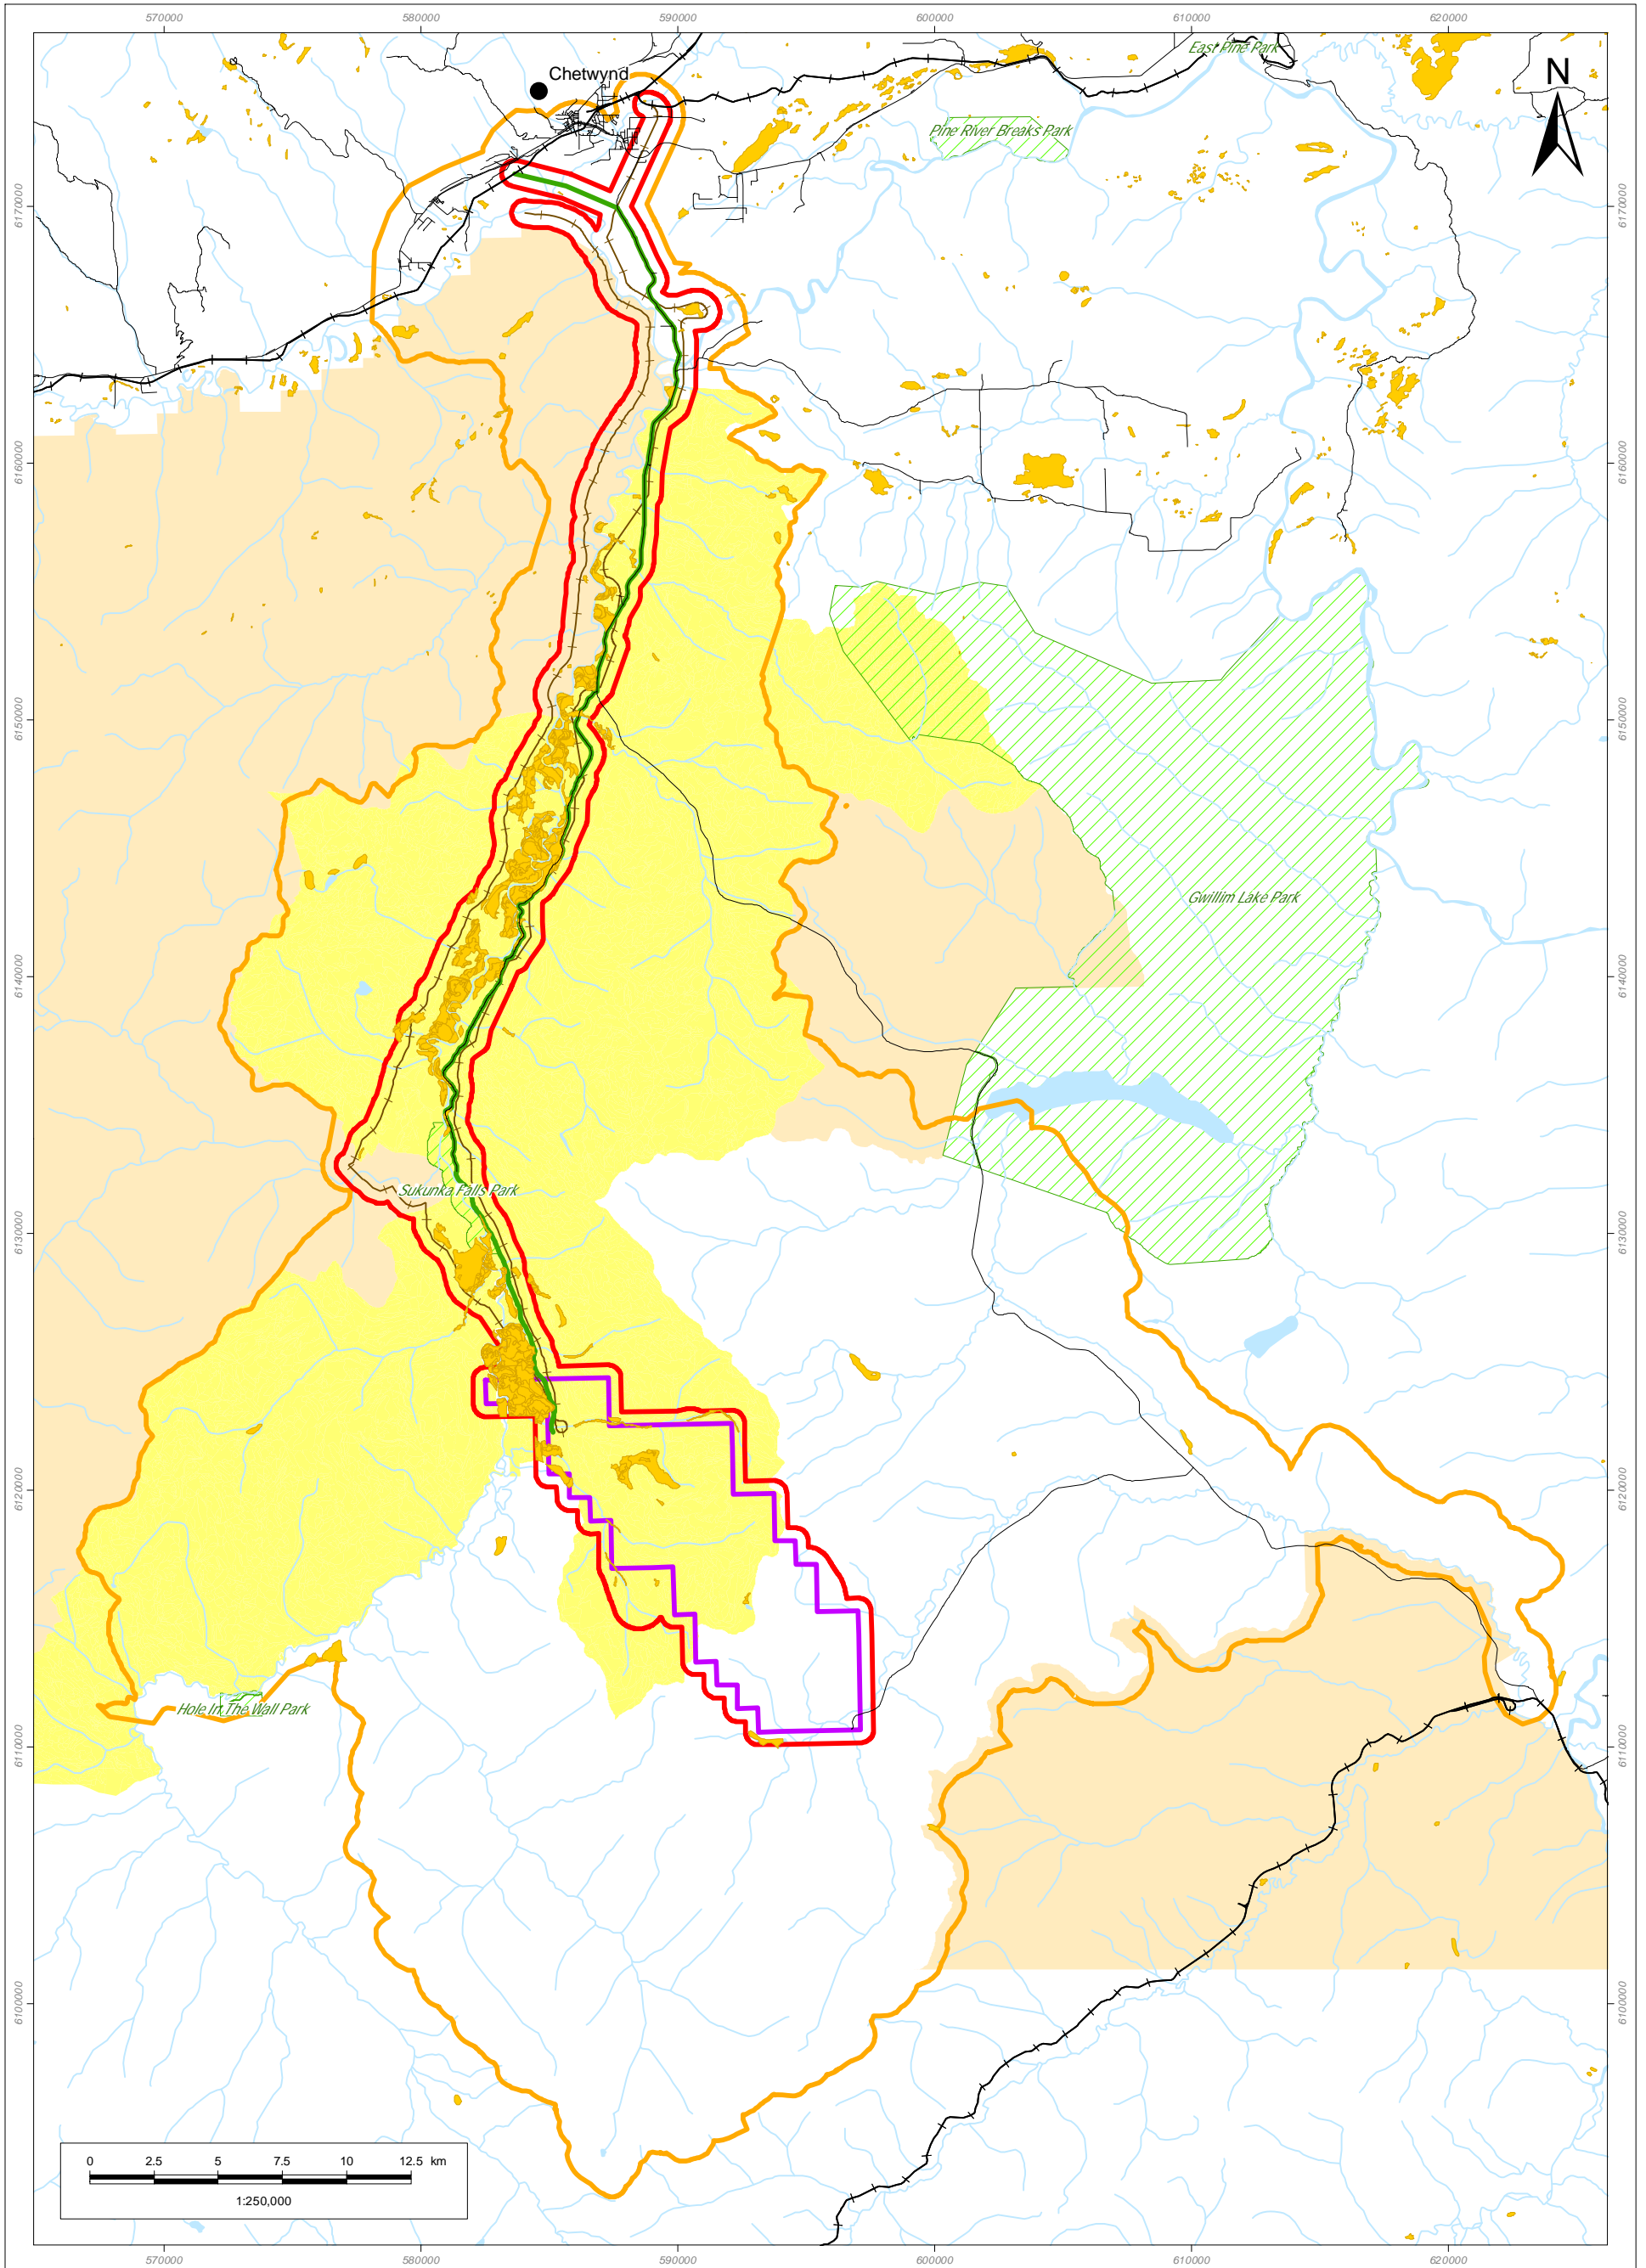 570000 580000 590000 600000 610000 620000
East Pine Park
Chetwynd
N
Pine River Breaks Park
6170000 6170000
6160000 6160000
6150000 6150000
Gwillim Lake Park
6140000 6140000
Sukunka Falls Park
6130000 6130000
6120000 6120000
Hole In The Wall Park
6110000 6110000
6100000 6100000
0 2.5 5 7.5 10 12.5 km
1:250,000
570000 580000 590000 600000 610000 620000